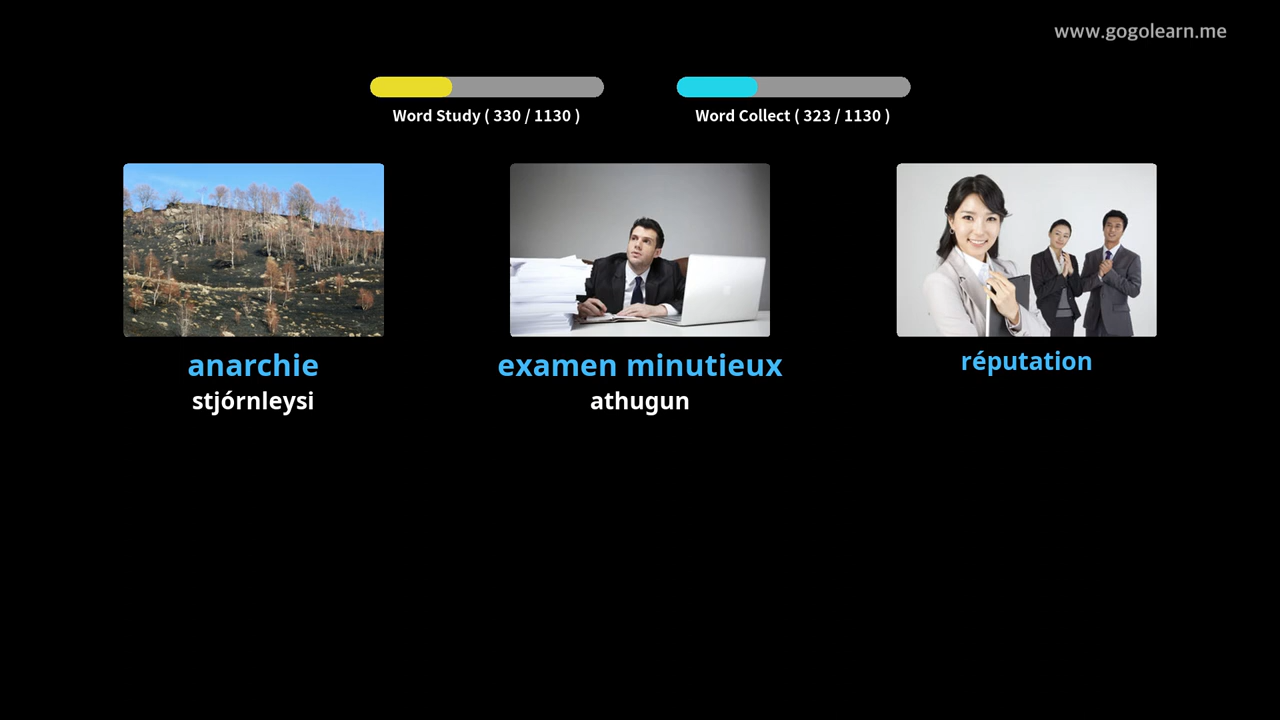 www.gogolearn.me
Word Study ( 330 / 1130 )
Word Collect ( 323 / 1130 )
anarchie
stjórnleysi
examen minutieux
athugun
réputation